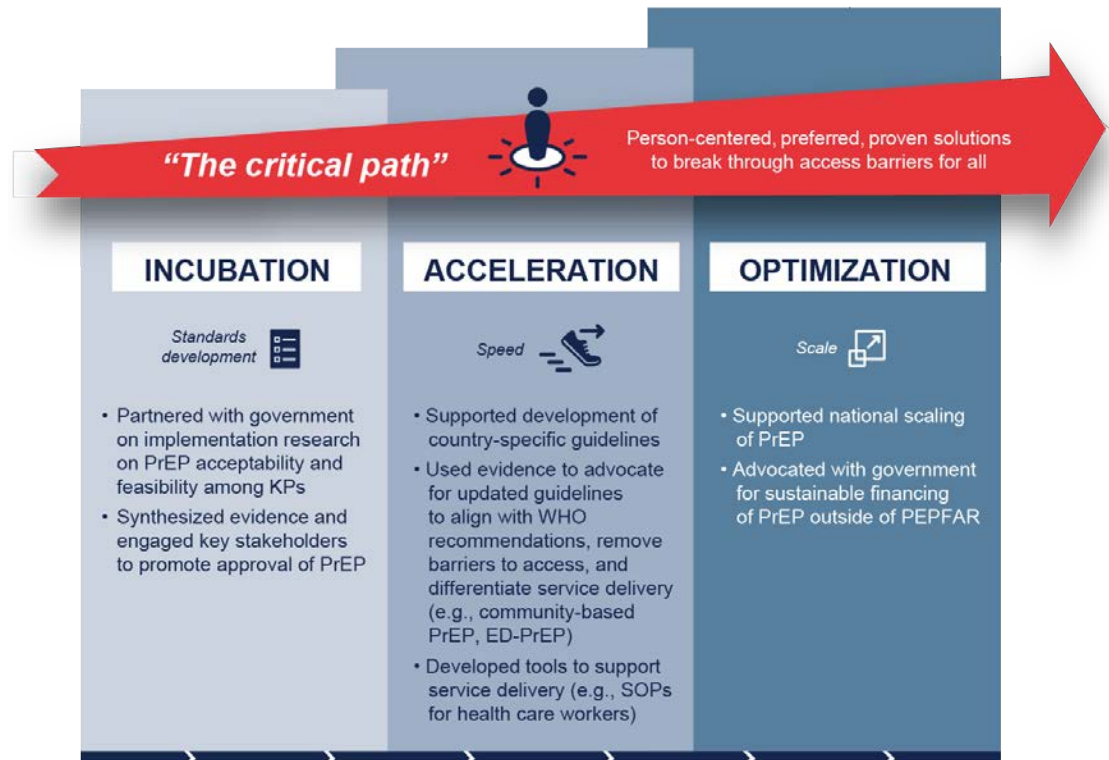 “The critical path”
Person-centered, preferred, proven solutions
to break through access barriers for all
INCUBATION
Standards
development
• Partnered with government
on implementation research
on PrEP acceptability and
feasibility among KPs
• Synthesized evidence and
engaged key stakeholders
to promote approval of PrEP
ACCELERATION
Speed
• Supported development of
country-specific guidelines
• Used evidence to advocate
for updated guidelines
to align with WHO
recommendations, remove
barriers to access, and
differentiate service delivery
(e.g., community-based
PrEP, ED-PrEP)
• Developed tools to support
service delivery (e.g., SOPs
for health care workers)
OPTIMIZATION
Scale
• Supported national scaling
of PrEP
• Advocated with government
for sustainable financing
of PrEP outside of PEPFAR